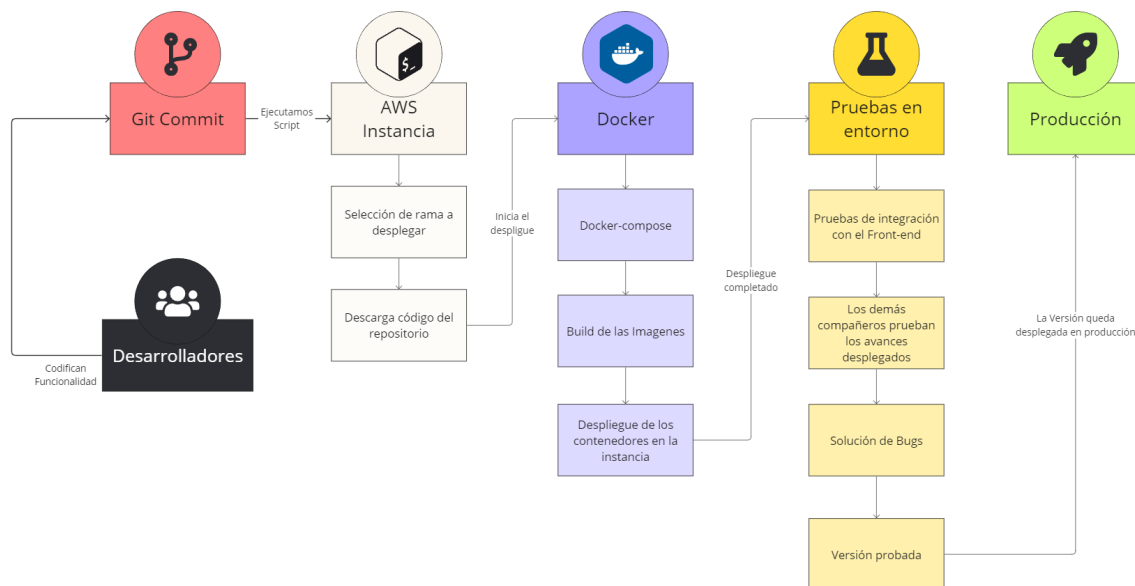 Git Commit
Ejecutamos
Script
AWS
Instancia
Docker
Pruebas en
entorno
Producción
Selección de rama a
desplegar
Inicia el
despligue
Docker-compose
Pruebas de integración
con el Front-end
Despliegue
completado
Descarga código del
repositorio
Build de las Imagenes
Los demás
compañeros prueban
los avances
desplegados
La Versión queda
desplegada en producción
Desarrolladores
Codifican
Funcionalidad
Despliegue de los
contenedores en la
instancia
Solución de Bugs
Versión probada
$_